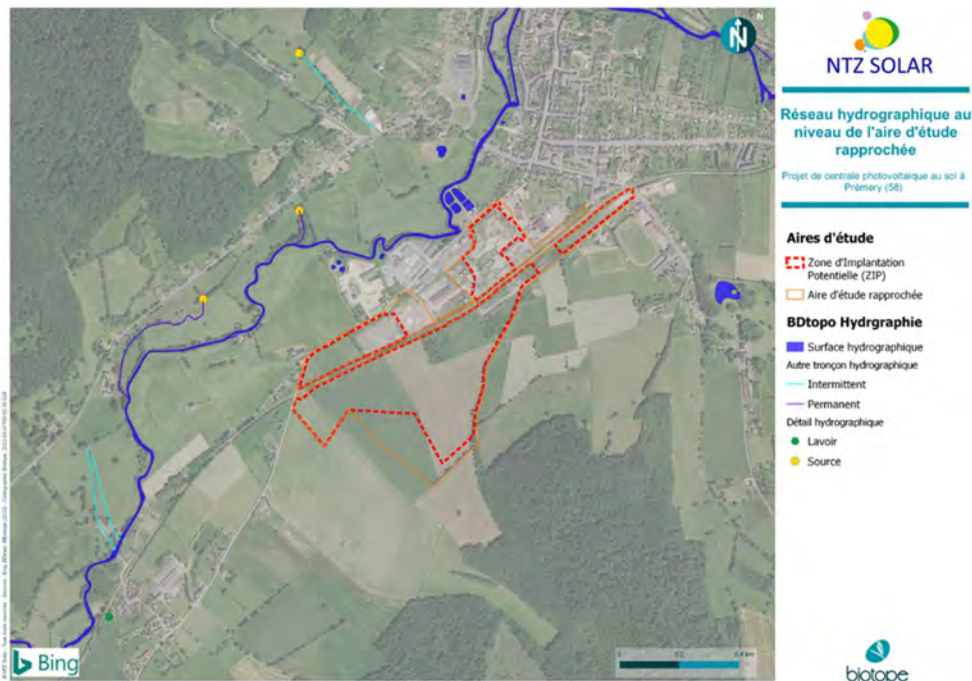 N
N
NTZ SOLAR
Réseau hydrographique au
niveau de l'aire d'étude
rapprochée
Projet de centrale photovoltaïque au sol à
Prémery (58)
Aires d'étude
Zone d'Implantation
Potentielle (ZIP)
Aire d'étude rapprochée
BDtopo Hydrgraphie
Surface hydrographique
Autre tronçon hydrographique
Intermittent
Permanent
Détail hydrographique
Lavoir
Source
Bing
0 0,2 0,4 km
biotope